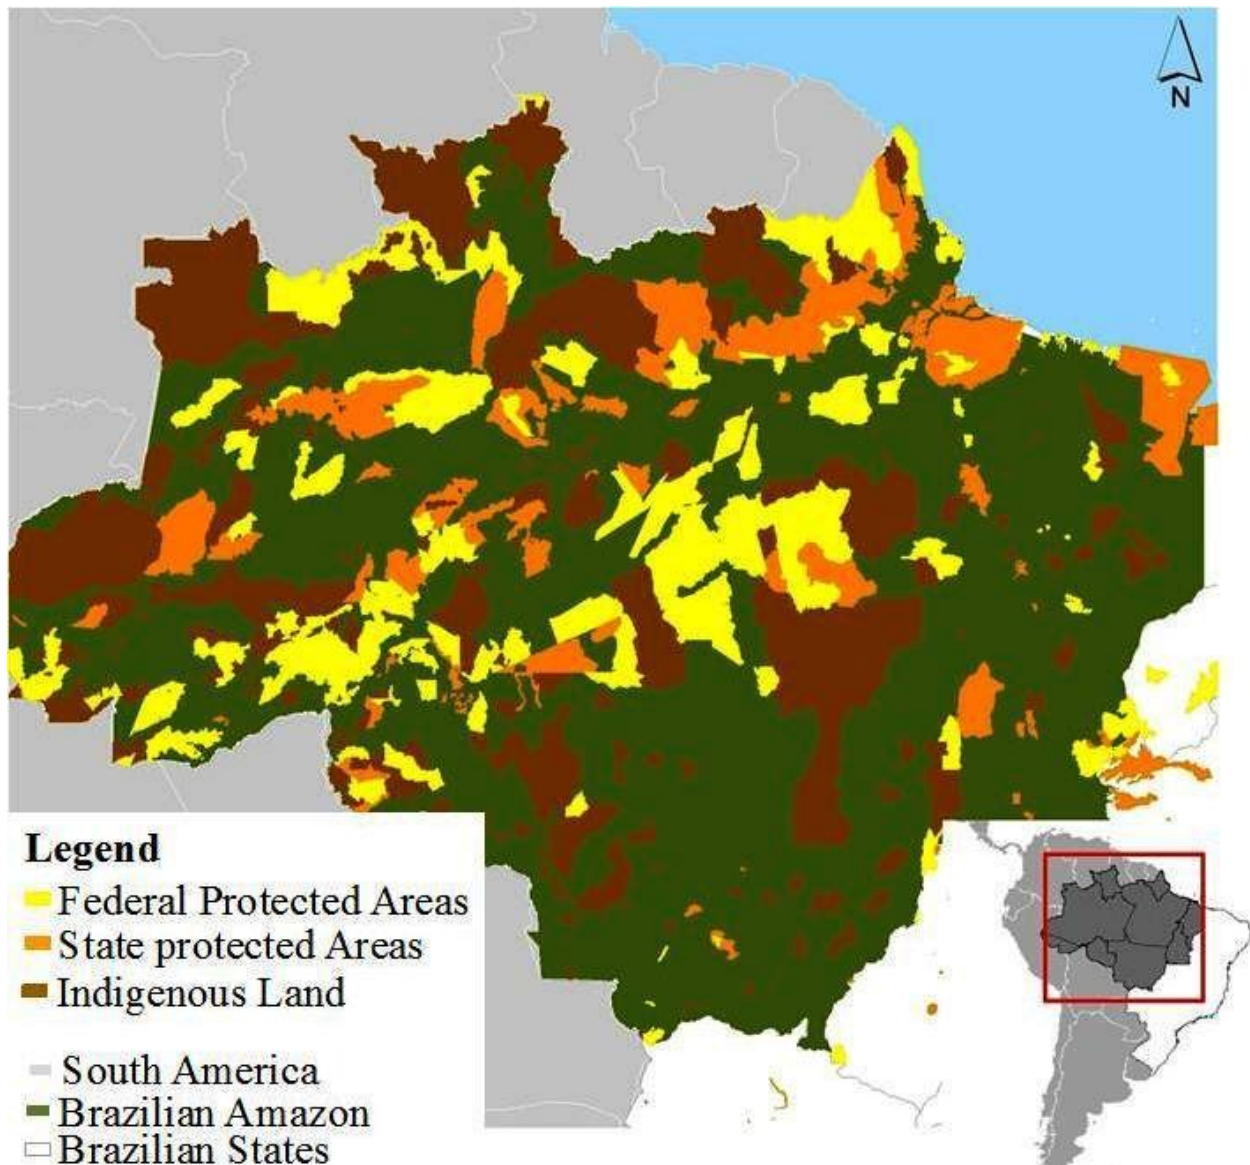 N
Legend
Federal Protected Areas
State protected Areas
Indigenous Land
South America
Brazilian Amazon
Brazilian States